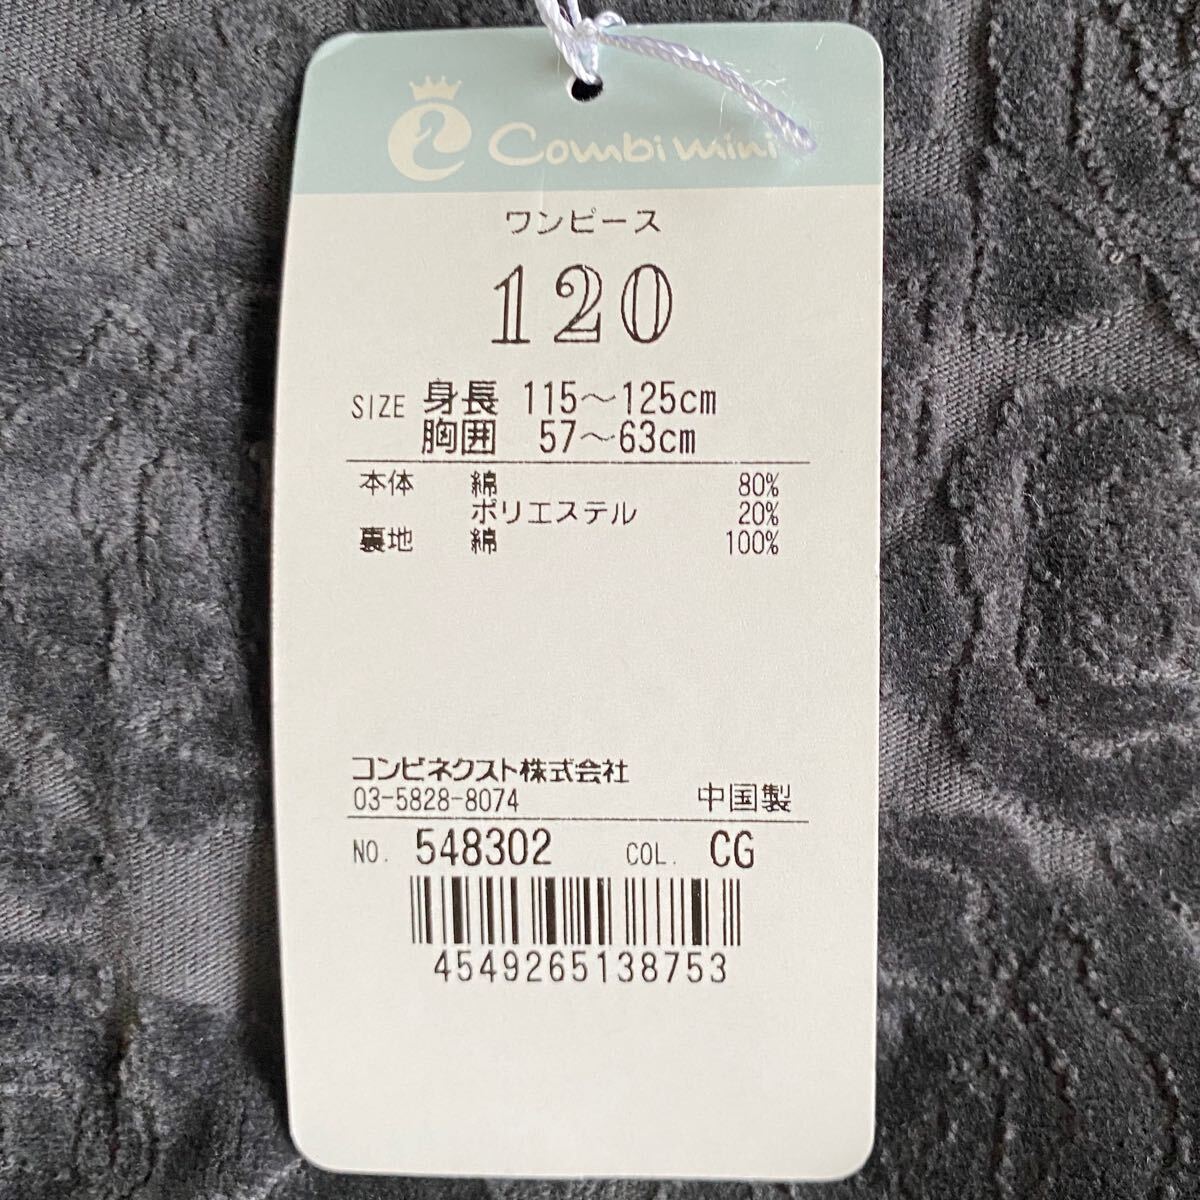 Combi mini
ワンピース
120
SIZE 身長 115～125cm
胸囲 57～63cm
本体 綿 80%
ポリエステル 20%
裏地 綿 100%
コンビネクスト株式会社
03-5828-8074 中国製
NO. 548302 COL. CG
4549265138753